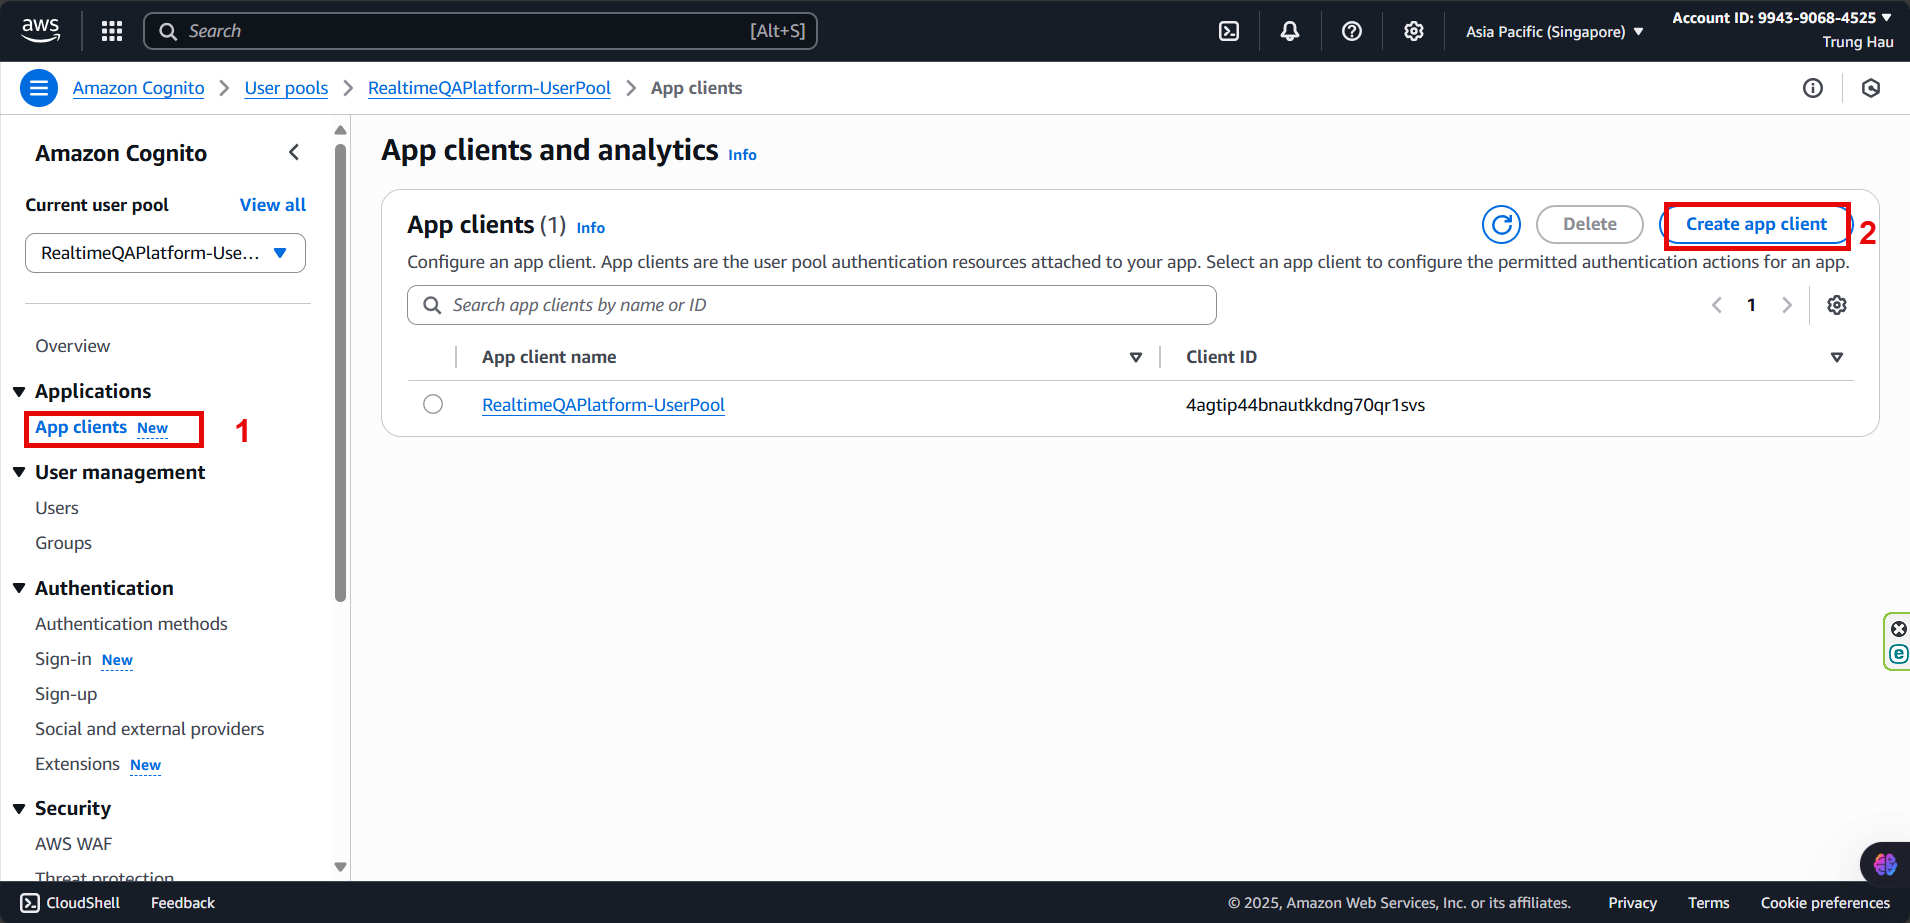 aws
Search [Alt+S]
Asia Pacific (Singapore)
Account ID: 9943-9068-4525
Trung Hau
Amazon Cognito
User pools
RealtimeQAPlatform-UserPool
App clients
Amazon Cognito
Current user pool View all
RealtimeQAPlatform-Use...
Overview
Applications
App clients New 1
User management
Users
Groups
Authentication
Authentication methods
Sign-in New
Sign-up
Social and external providers
Extensions New
Security
AWS WAF
Threat protection
App clients and analytics Info
App clients (1) Info
Delete
Create app client 2
Configure an app client. App clients are the user pool authentication resources attached to your app. Select an app client to configure the permitted authentication actions for an app.
Search app clients by name or ID
1
App client name Client ID
RealtimeQAPlatform-UserPool 4agtip44bnautkkdng70qr1svs
CloudShell Feedback
© 2025, Amazon Web Services, Inc. or its affiliates. Privacy Terms Cookie preferences